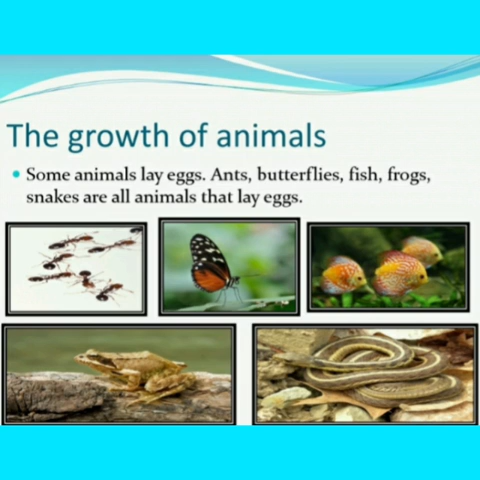 The growth of animals
Some animals lay eggs. Ants, butterflies, fish, frogs,
snakes are all animals that lay eggs.